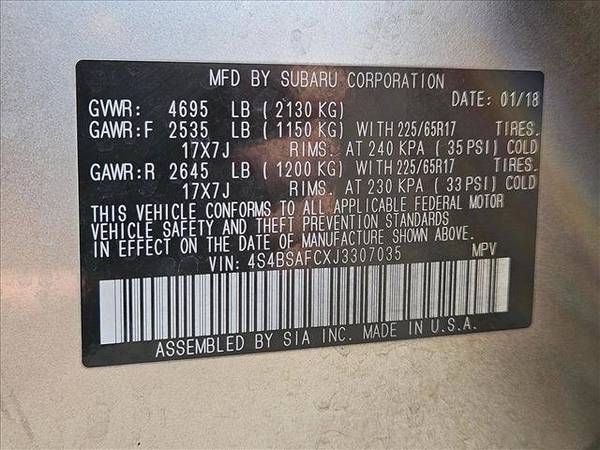 MFD BY SUBARU CORPORATION
DATE: 01/18
GVWR: 4695 LB (2130 KG)
GAWR:F 2535 LB (1150 KG) WITH 225/65R17 TIRES.
17X7J RIMS. AT 240 KPA (35 PSI) COLD
GAWR:R 2645 LB (1200 KG) WITH 225/65R17 TIRES.
17X7J RIMS. AT 230 KPA (33 PSI) COLD
THIS VEHICLE CONFORMS TO ALL APPLICABLE FEDERAL MOTOR
VEHICLE SAFETY AND THEFT PREVENTION STANDARDS
IN EFFECT ON THE DATE OF MANUFACTURE SHOWN ABOVE.
VIN: 4S4BSAFCXJ3307035 MPV
ASSEMBLED BY SIA INC. MADE IN U.S.A.